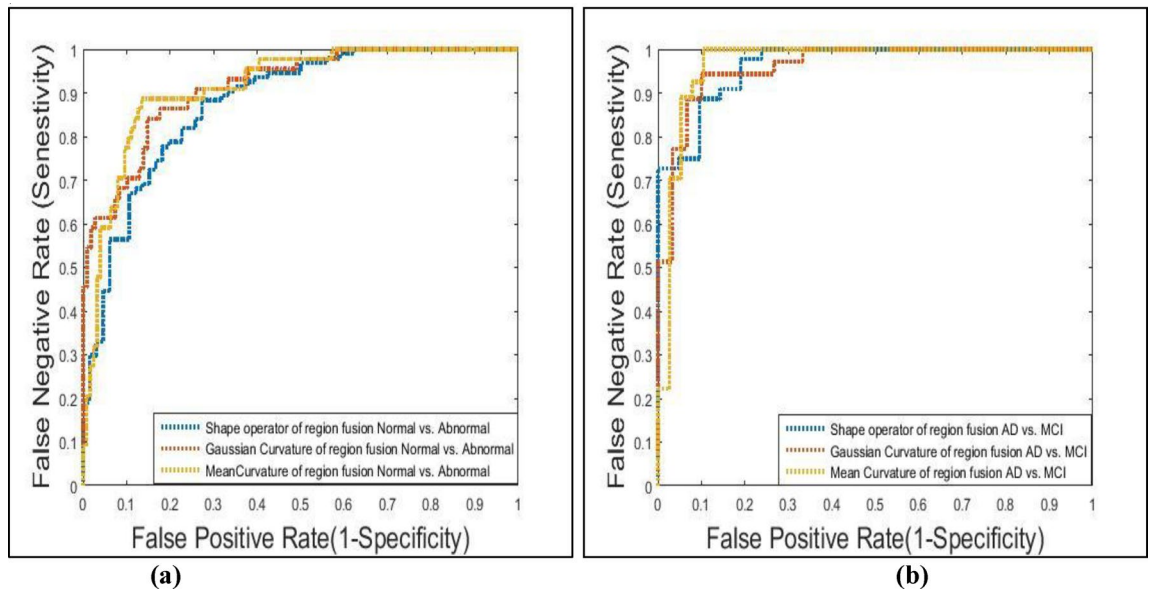 False Negative Rate (Senestivity)
1
0.9
0.8
0.7
0.6
0.5
0.4
0.3
0.2
0.1
0
Shape operator of region fusion Normal vs. Abnormal
Gaussian Curvature of region fusion Normal vs. Abnormal
MeanCurvature of region fusion Normal vs. Abnormal
0 0.1 0.2 0.3 0.4 0.5 0.6 0.7 0.8 0.9 1
False Positive Rate(1-Specificity)
(a)
False Negative Rate (Senestivity)
1
0.9
0.8
0.7
0.6
0.5
0.4
0.3
0.2
0.1
0
Shape operator of region fusion AD vs. MCI
Gaussian Curvature of region fusion AD vs. MCI
Mean Curvature of region fusion AD vs. MCI
0 0.1 0.2 0.3 0.4 0.5 0.6 0.7 0.8 0.9 1
False Positive Rate(1-Specificity)
(b)